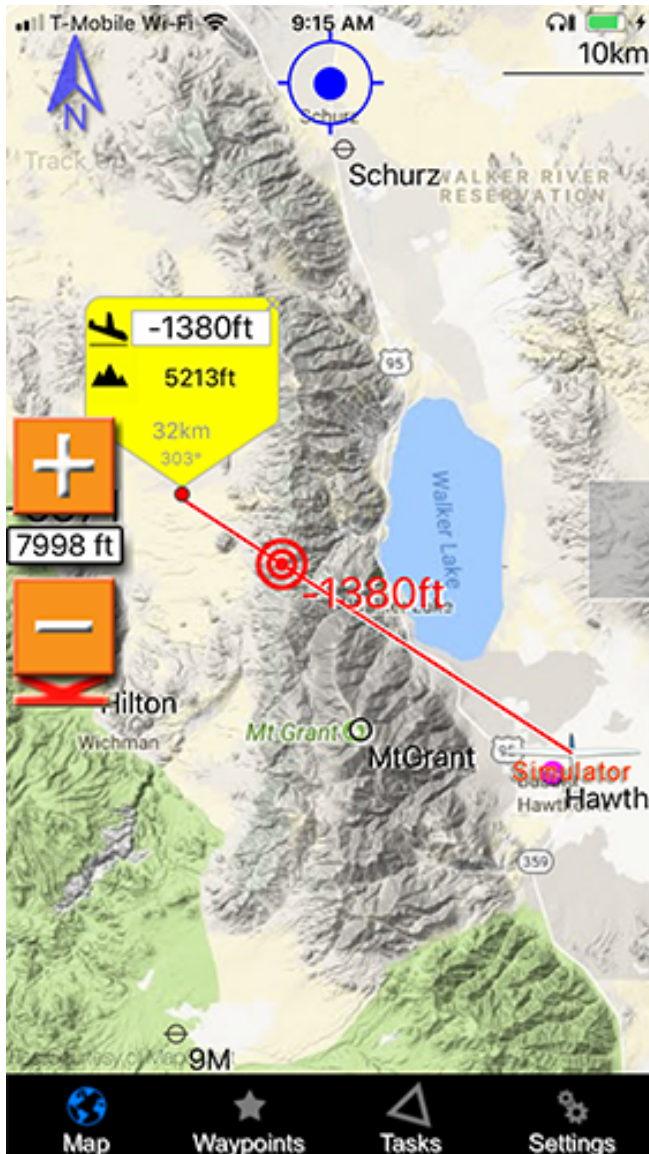 T-Mobile Wi-Fi
9:15 AM
10km
N
Schurz
Track
Schurz
WALKER RIVER
RESERVATION
-1380ft
5213ft
95
32km
303°
Walker Lake
7998 ft
-1380ft
Hilton
Wichman
Mt Grant
MtGrant
95
Simulator
Hawth
359
9M
Map
Waypoints
Tasks
Settings